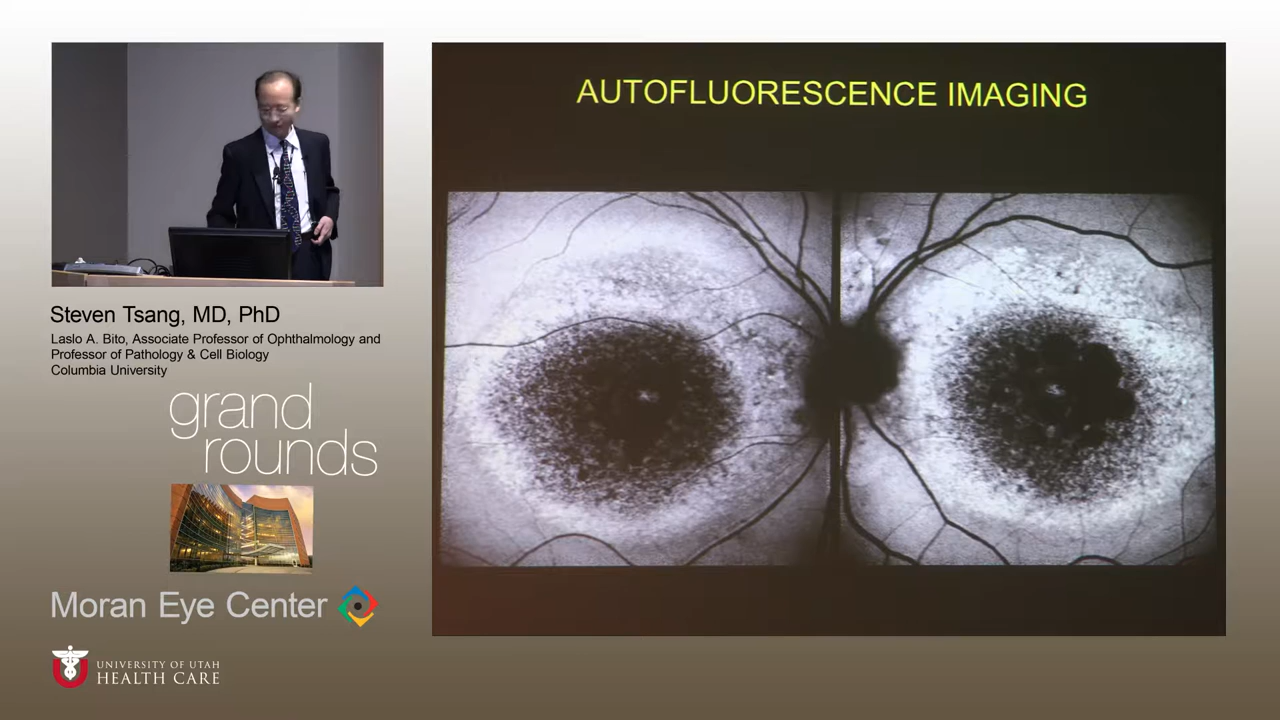 AUTOFLUORESCENCE IMAGING
Steven Tsang, MD, PhD
Laslo A. Bito, Associate Professor of Ophthalmology and
Professor of Pathology & Cell Biology
Columbia University
grand
rounds
Moran Eye Center
UNIVERSITY OF UTAH
HEALTH CARE